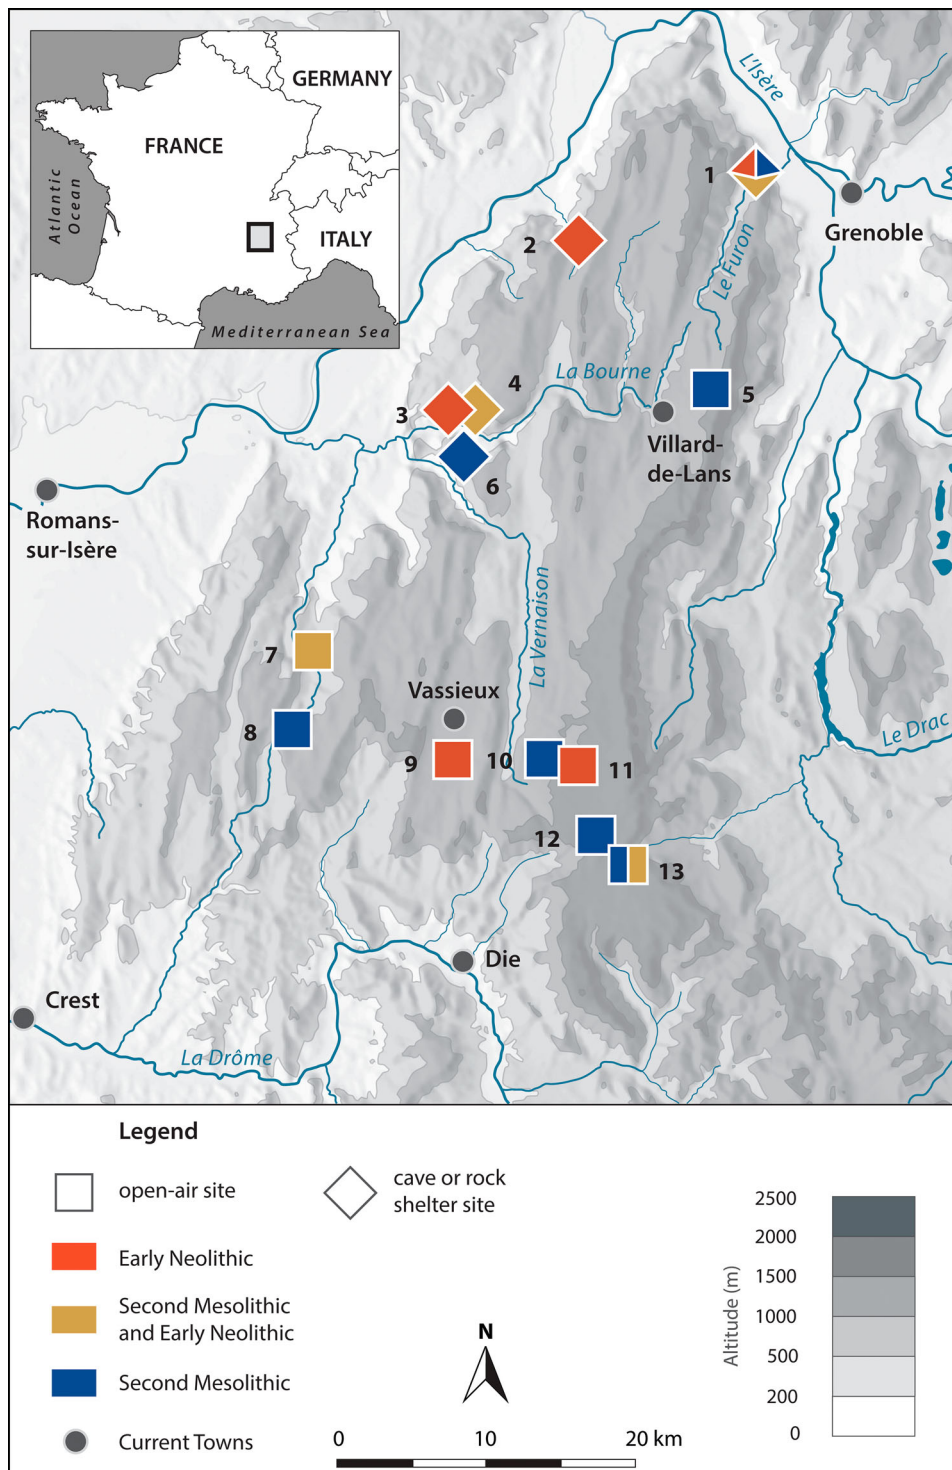 GERMANY
FRANCE
Atlantic
Ocean
ITALY
Mediterranean Sea
L'Isère
1
Grenoble
2
Le Furon
La Bourne
4
3
5
Villard-
de-Lans
6
Romans-
sur-Isère
La Vernaison
7
Vassieux
8
9
10
11
Le Drac
12
13
Die
Crest
La Drôme
Legend
open-air site
cave or rock
shelter site
Early Neolithic
Second Mesolithic
and Early Neolithic
Second Mesolithic
Current Towns
N
0 10 20 km
Altitude (m)
2500
2000
1500
1000
500
200
0